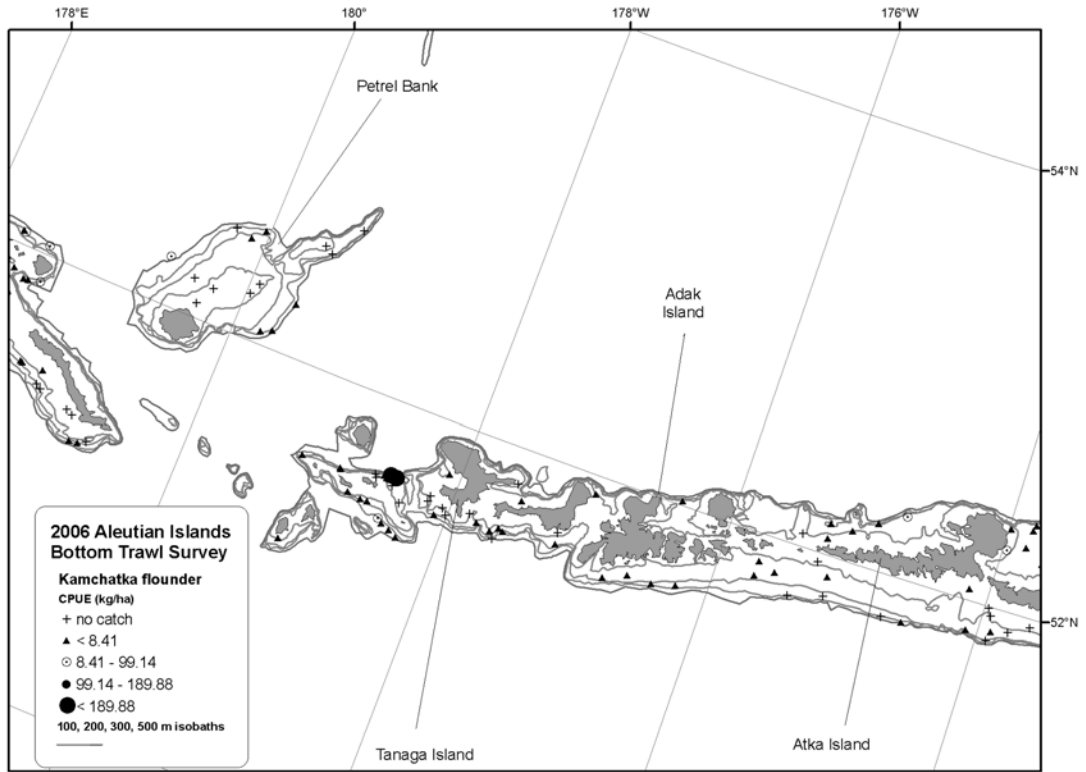 178°E
180°
178°W
176°W
Petrel Bank
54°N
Adak
Island
52°N
2006 Aleutian Islands
Bottom Trawl Survey
Kamchatka flounder
CPUE (kg/ha)
no catch
< 8.41
8.41 - 99.14
99.14 - 189.88
< 189.88
100, 200, 300, 500 m isobaths
Tanaga Island
Atka Island